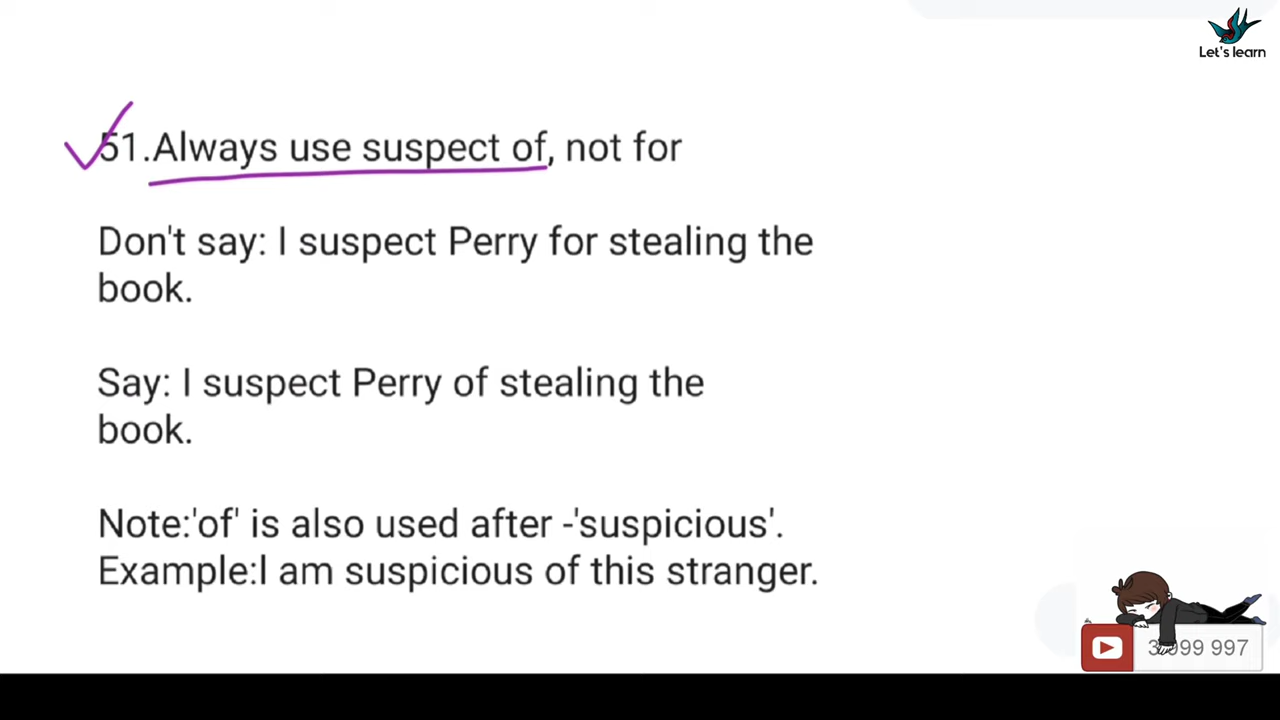 Let's learn
51.Always use suspect of, not for
Don't say: I suspect Perry for stealing the
book.
Say: I suspect Perry of stealing the
book.
Note:'of' is also used after -'suspicious'.
Example:I am suspicious of this stranger.
997